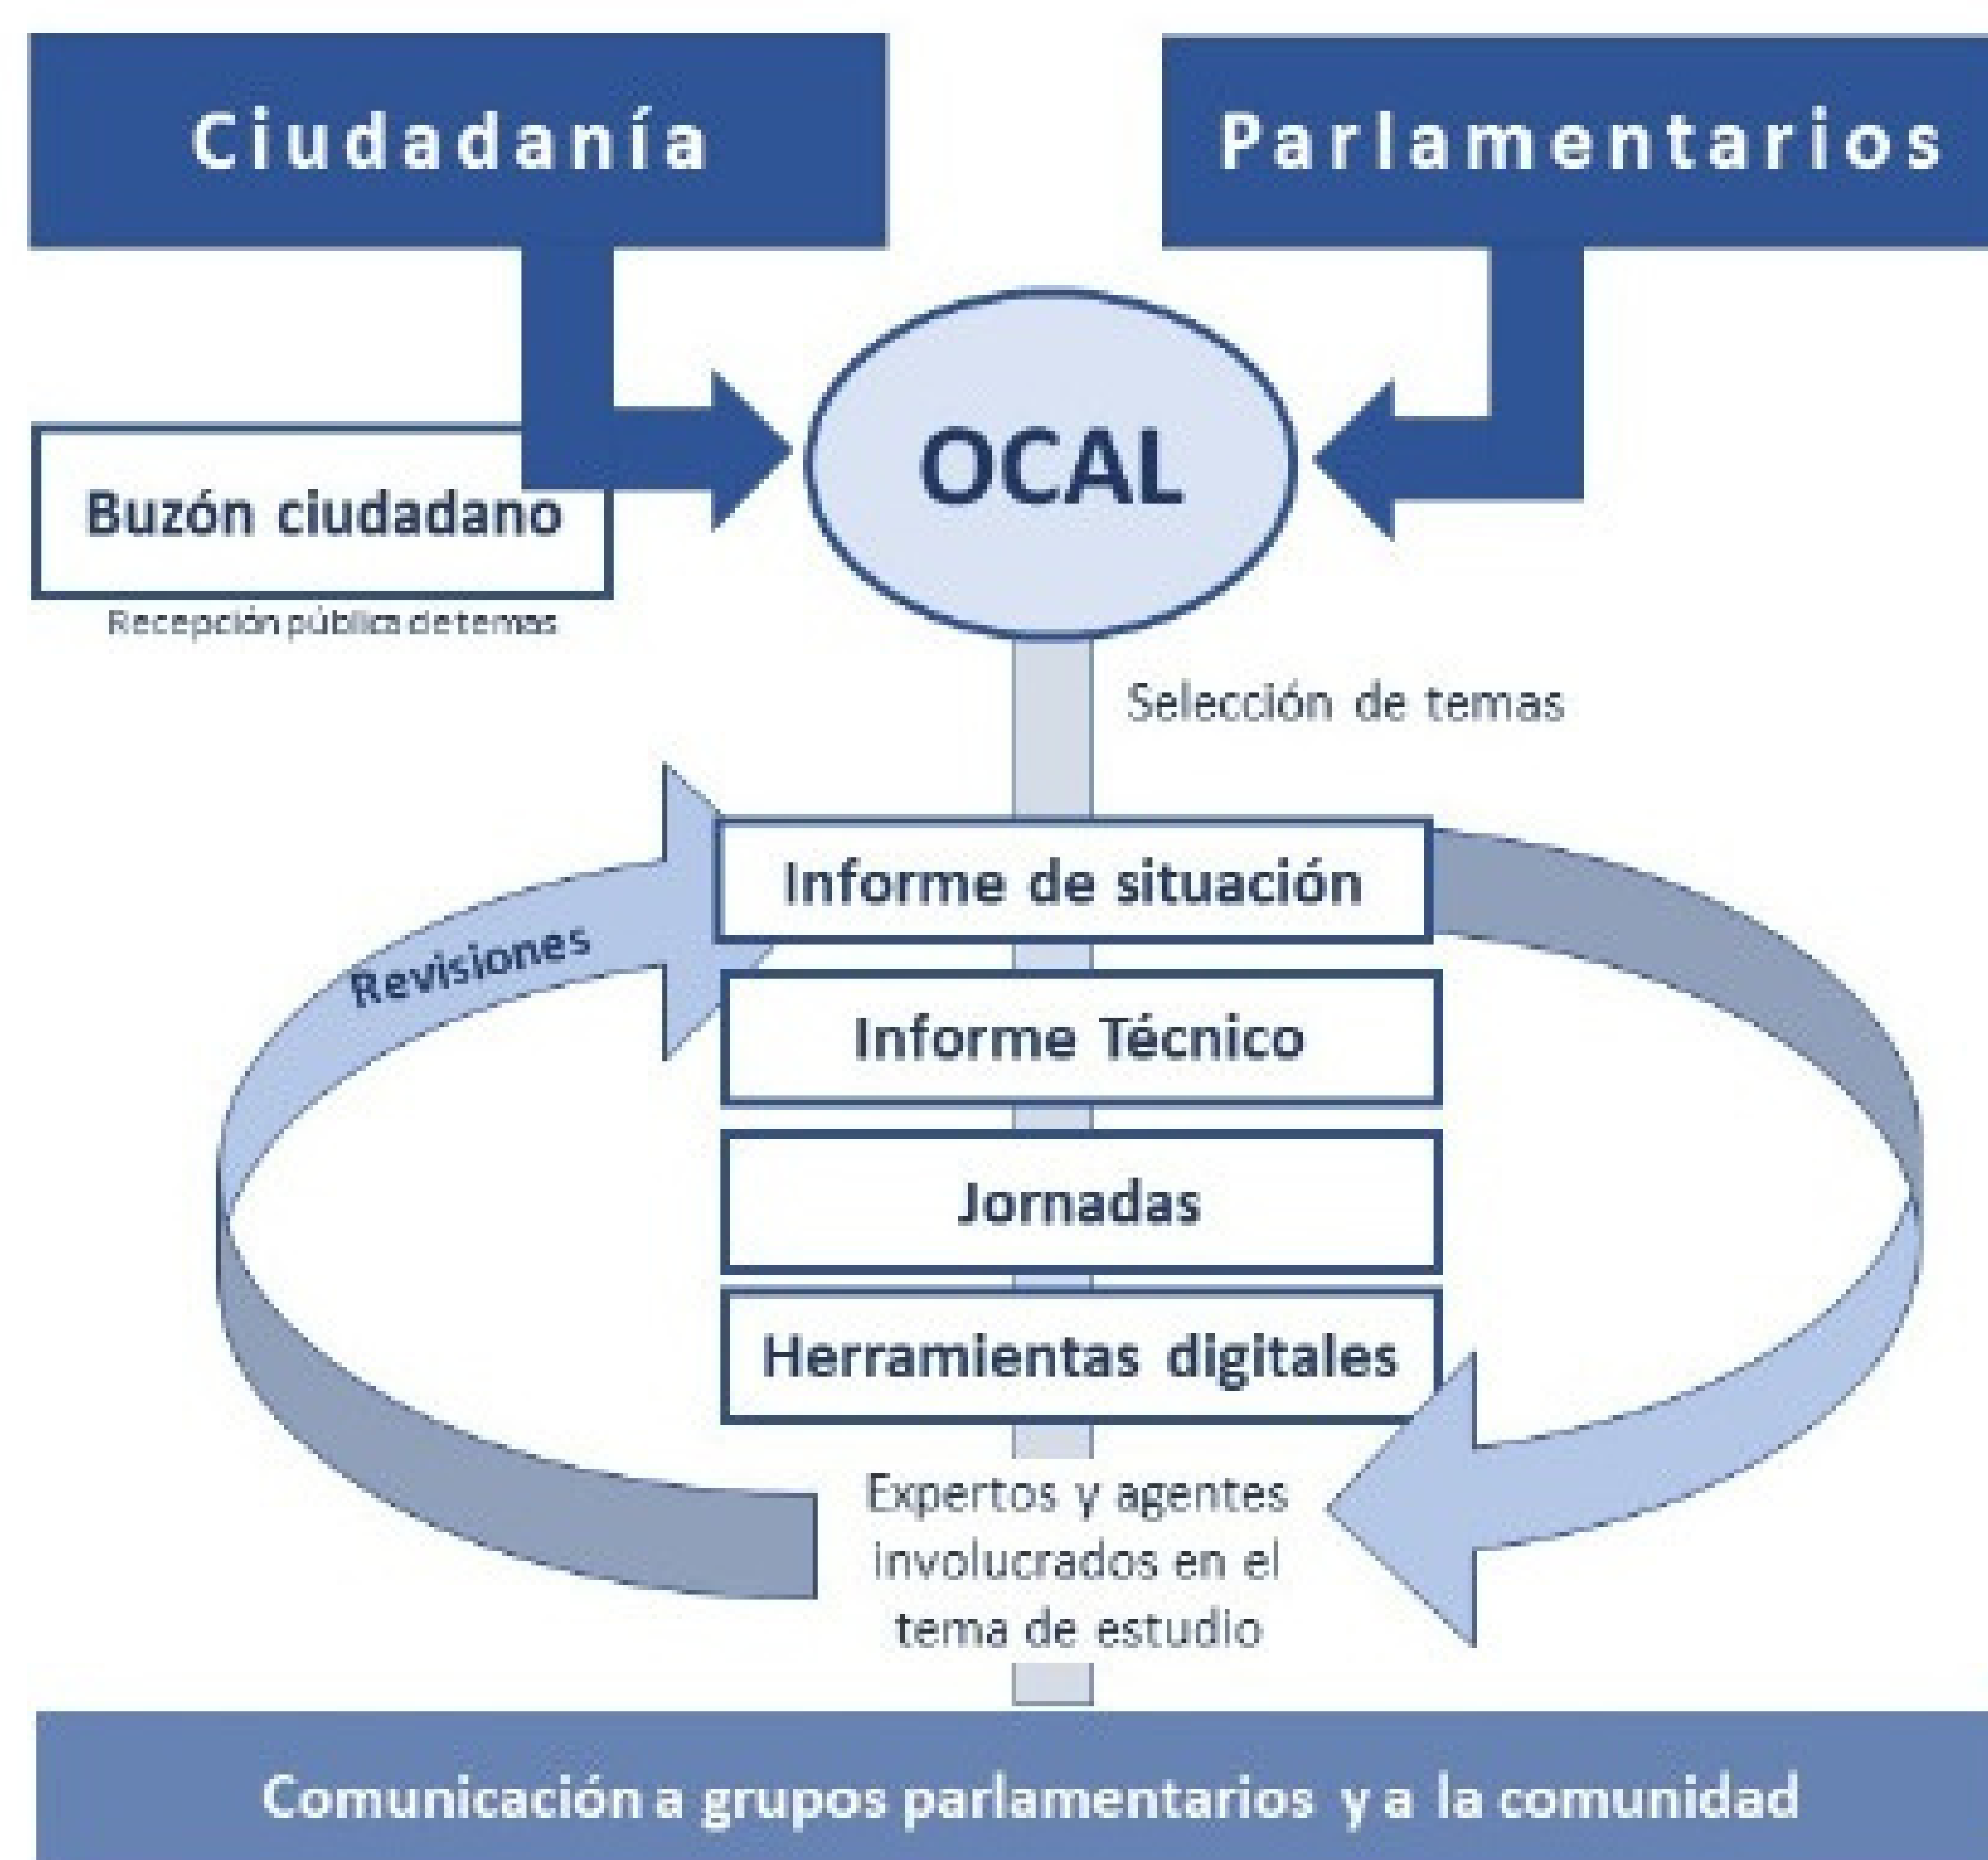 Ciudadanía
Parlamentarios
OCAL
Buzón ciudadano
Recepción pública de temas
Selección de temas
Revisiones
Informe de situación
Informe Técnico
Jornadas
Herramientas digitales
Expertos y agentes
involucrados en el
tema de estudio
Comunicación a grupos parlamentarios y a la comunidad